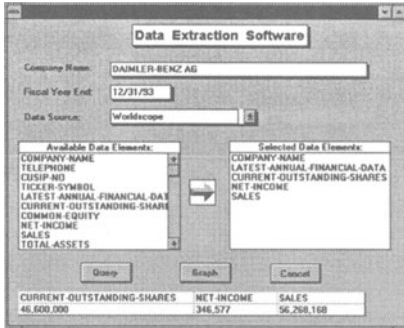 Data Extraction Software
Company Name: DAIMLER-BENZ AG
Fiscal Year End: 12/31/93
Data Source: Worldscope
Available Data Elements:
COMPANY-NAME
TELEPHONE
CUSIP-NO
TICKER-SYMBOL
LATEST-ANNUAL-FINANCIAL-DAT
CURRENT-OUTSTANDING-SHARE
COMMON-EQUITY
NET-INCOME
SALES
TOTAL-ASSETS
Selected Data Elements:
COMPANY-NAME
LATEST-ANNUAL-FINANCIAL-DATA
CURRENT-OUTSTANDING-SHARES
NET-INCOME
SALES
Query Graph Cancel
CURRENT-OUTSTANDING-SHARES NET-INCOME SALES
46,600,000 346,577 56,268,168